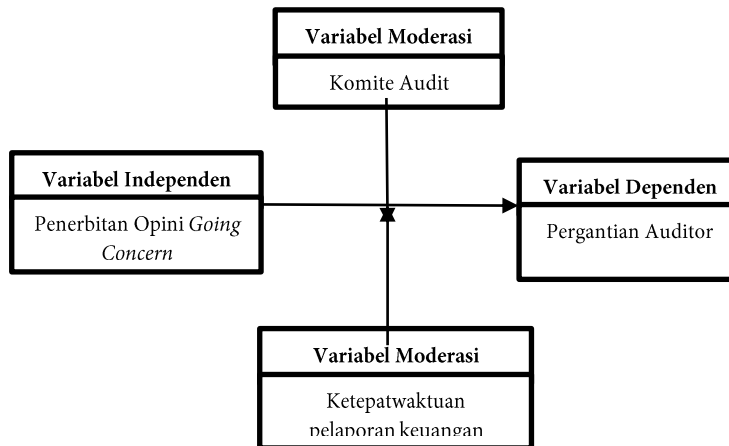 Variabel Moderasi
Komite Audit
Variabel Independen
Penerbitan Opini Going
Concern
Variabel Dependen
Pergantian Auditor
Variabel Moderasi
Ketepatwaktuan
pelaporan keuangan